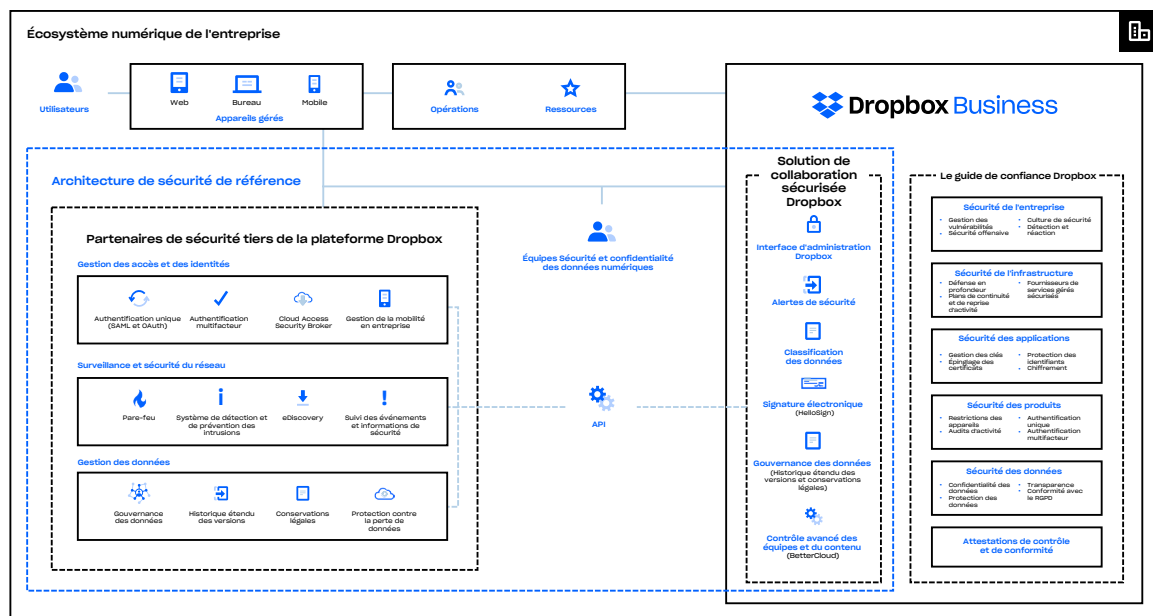 Écosystème numérique de l'entreprise
Utilisateurs
Web
Bureau
Mobile
Appareils gérés
Opérations
Ressources
Dropbox Business
Architecture de sécurité de référence
Partenaires de sécurité tiers de la plateforme Dropbox
Gestion des accès et des identités
Authentification unique
(SAML et OAuth)
Authentification
multifacteur
Cloud Access
Security Broker
Gestion de la mobilité
en entreprise
Surveillance et sécurité du réseau
Pare-feu
Système de détection et
de prévention des
intrusions
eDiscovery
Suivi des événements
et informations de
sécurité
Gestion des données
Gouvernance
des données
Historique étendu
des versions
Conservations
légales
Protection contre
la perte de
données
Équipes Sécurité et confidentialité
des données numériques
API
Solution de
collaboration
sécurisée
Dropbox
Interface d'administration
Dropbox
Alertes de sécurité
Classification
des données
Signature électronique
(HelloSign)
Gouvernance des données
(Historique étendu des
versions et conservations
légales)
Contrôle avancé des
équipes et du contenu
(BetterCloud)
Le guide de confiance Dropbox
Sécurité de l'entreprise
• Gestion des
vulnérabilités
• Sécurité offensive
• Culture de sécurité
• Détection et
réaction
Sécurité de l'infrastructure
• Défense en
profondeur
• Plans de continuité
et de reprise
d'activité
• Fournisseurs de
services gérés
sécurisés
Sécurité des applications
• Gestion des clés
• Épinglage des
certificats
• Protection des
identifiants
• Chiffrement
Sécurité des produits
• Restrictions des
appareils
• Audits d'activité
• Authentification
unique
• Authentification
multifacteur
Sécurité des données
• Confidentialité des
données
• Protection des
données
• Transparence
• Conformité avec
le RGPD
Attestations de contrôle
et de conformité